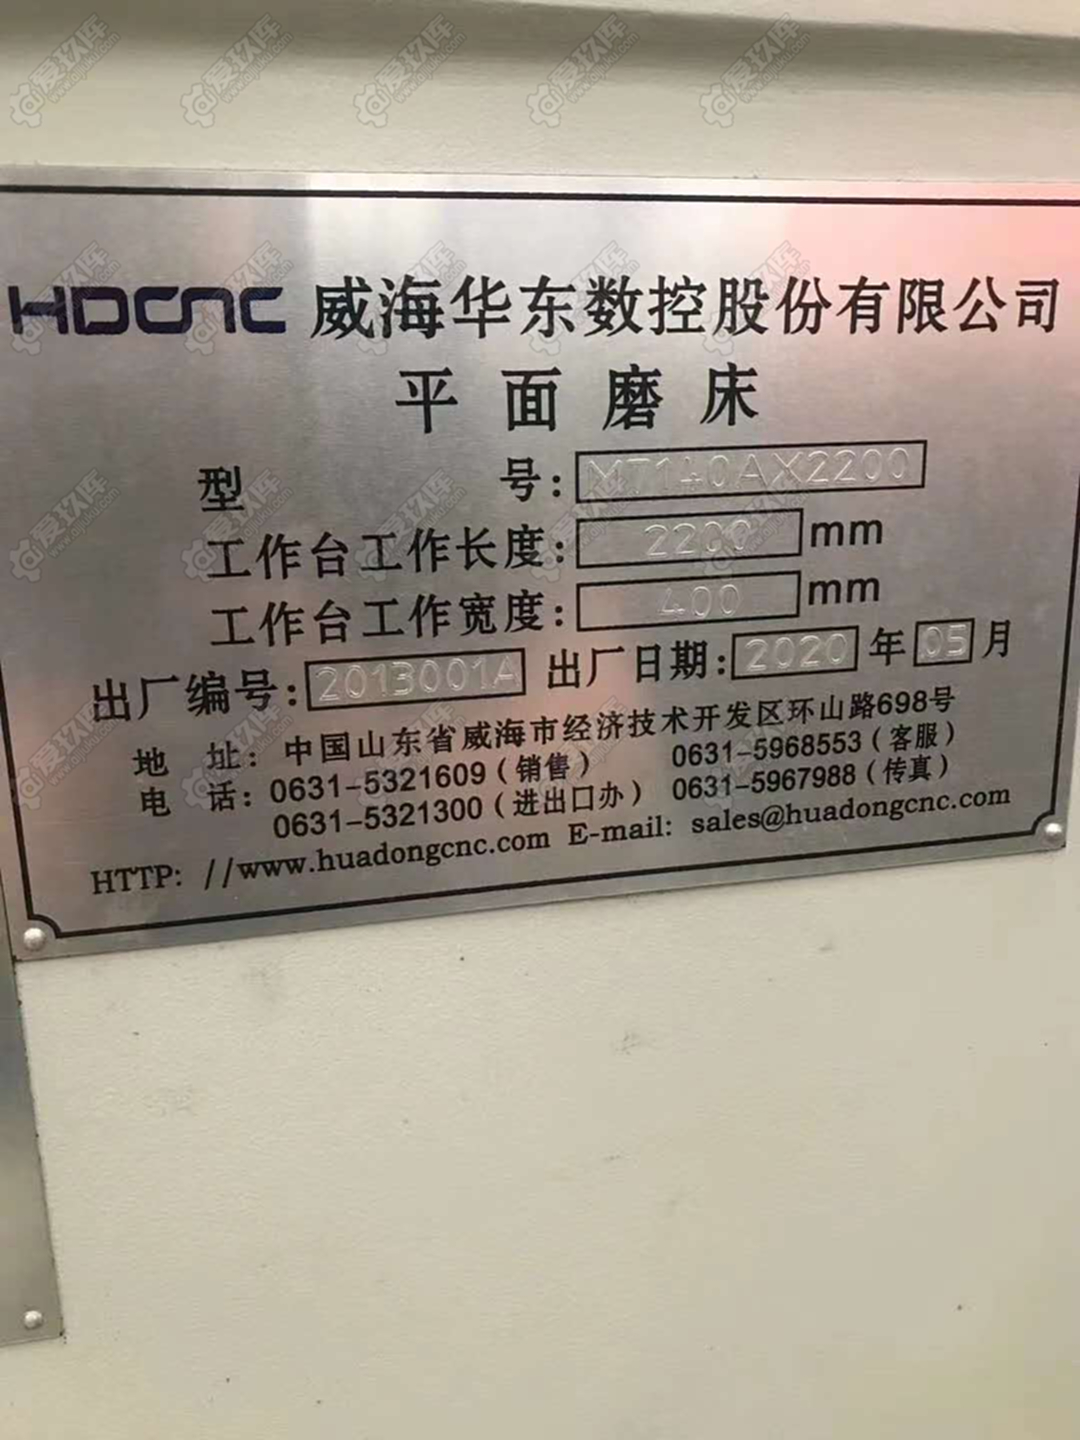 HDCNC 威海华东数控股份有限公司
平面磨床
型 号: M7140AX2200
工作台工作长度: 2200 mm
工作台工作宽度: 400 mm
出厂编号: 2013001A 出厂日期: 2020 年 05 月
地 址: 中国山东省威海市经济技术开发区环山路698号
电 话: 0631-5321609(销售) 0631-5968553(客服)
0631-5321300(进出口办) 0631-5967988(传真)
HTTP: //www.huadongcnc.com E-mail: sales@huadongcnc.com